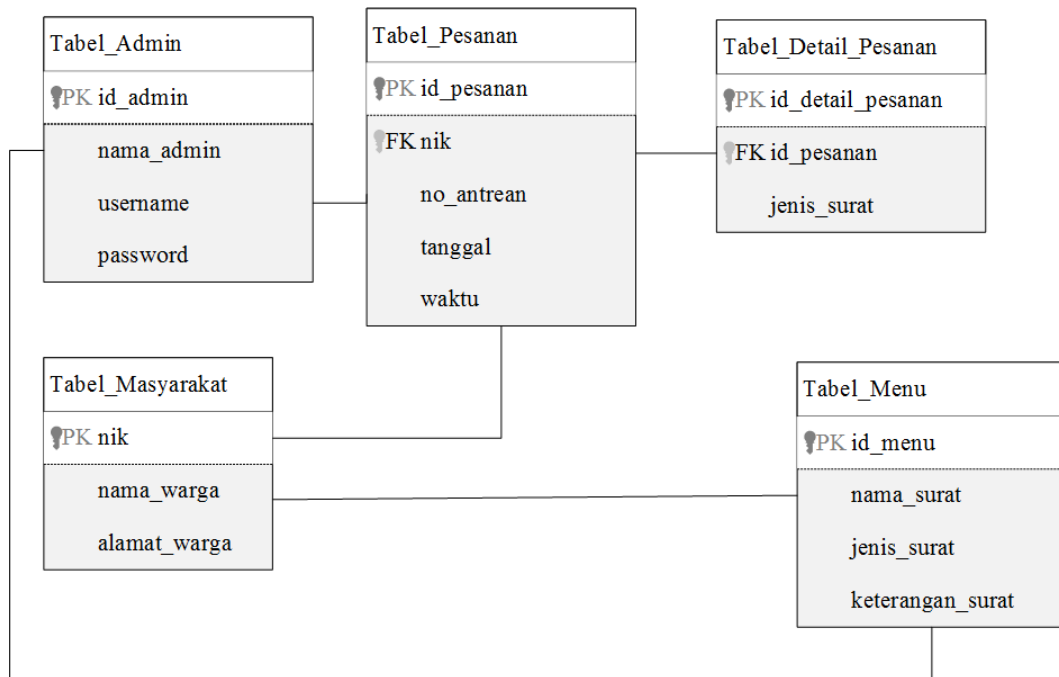 Tabel_Admin
PK id_admin
nama_admin
username
password
Tabel_Pesanan
PK id_pesanan
FK nik
no_antrean
tanggal
waktu
Tabel_Detail_Pesanan
PK id_detail_pesanan
FK id_pesanan
jenis_surat
Tabel_Masyarakat
PK nik
nama_warga
alamat_warga
Tabel_Menu
PK id_menu
nama_surat
jenis_surat
keterangan_surat